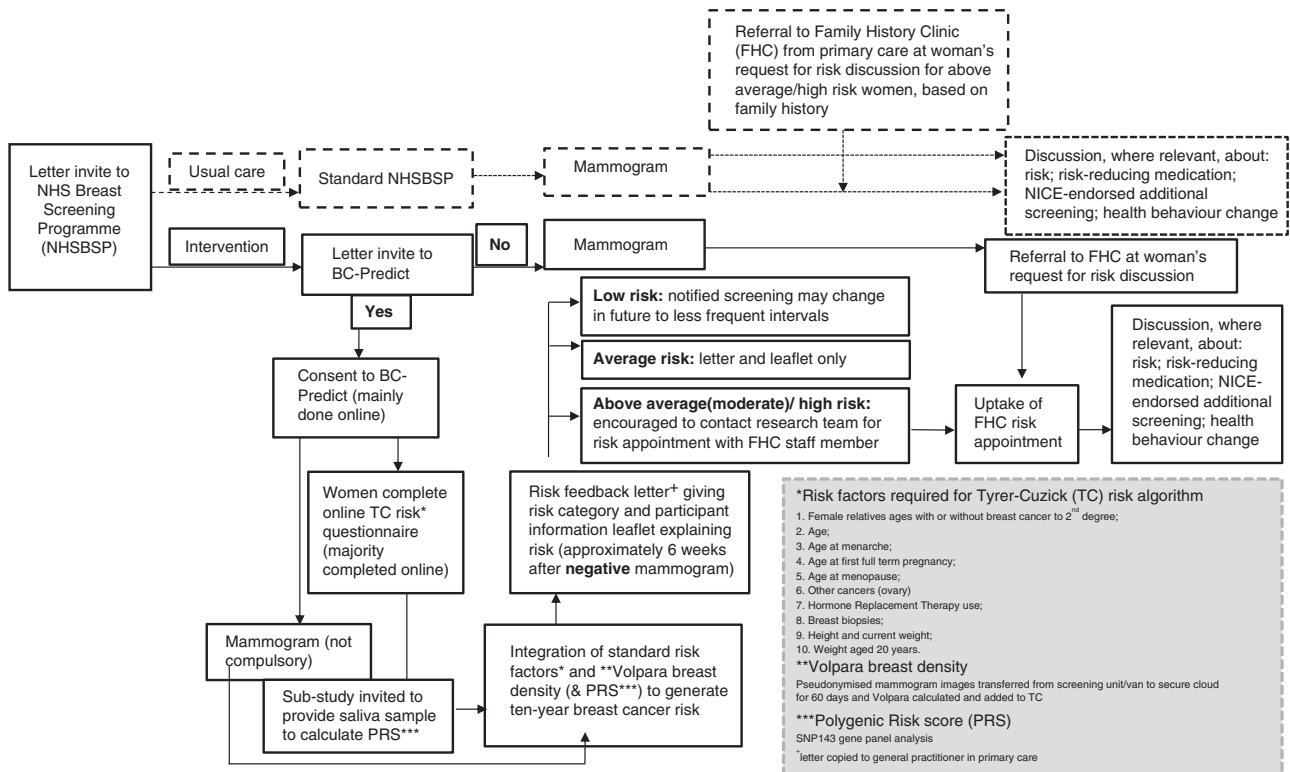 Referral to Family History Clinic
(FHC) from primary care at woman's
request for risk discussion for above
average/high risk women, based on
family history
Letter invite to
NHS Breast
Screening
Programme
(NHSBSP)
Usual care
Standard NHSBSP
Mammogram
Discussion, where relevant, about:
risk; risk-reducing medication;
NICE-endorsed additional
screening; health behaviour change
Intervention
Letter invite to
BC-Predict
No
Mammogram
Referral to FHC at woman's
request for risk discussion
Yes
Low risk: notified screening may change
in future to less frequent intervals
Average risk: letter and leaflet only
Above average(moderate)/ high risk:
encouraged to contact research team for
risk appointment with FHC staff member
Uptake of
FHC risk
appointment
Discussion, where
relevant, about:
risk; risk-reducing
medication; NICE-
endorsed additional
screening; health
behaviour change
Consent to BC-
Predict (mainly
done online)
Women complete
online TC risk*
questionnaire
(majority
completed online)
Risk feedback letter+ giving
risk category and participant
information leaflet explaining
risk (approximately 6 weeks
after negative mammogram)
Mammogram (not
compulsory)
Sub-study invited to
provide saliva sample
to calculate PRS***
Integration of standard risk
factors* and **Volpara breast
density (& PRS***) to generate
ten-year breast cancer risk
*Risk factors required for Tyrer-Cuzick (TC) risk algorithm
1. Female relatives ages with or without breast cancer to 2nd degree;
2. Age;
3. Age at menarche;
4. Age at first full term pregnancy;
5. Age at menopause;
6. Other cancers (ovary)
7. Hormone Replacement Therapy use;
8. Breast biopsies;
9. Height and current weight;
10. Weight aged 20 years.
**Volpara breast density
Pseudonymised mammogram images transferred from screening unit/van to secure cloud
for 60 days and Volpara calculated and added to TC
***Polygenic Risk score (PRS)
SNP143 gene panel analysis
+letter copied to general practitioner in primary care